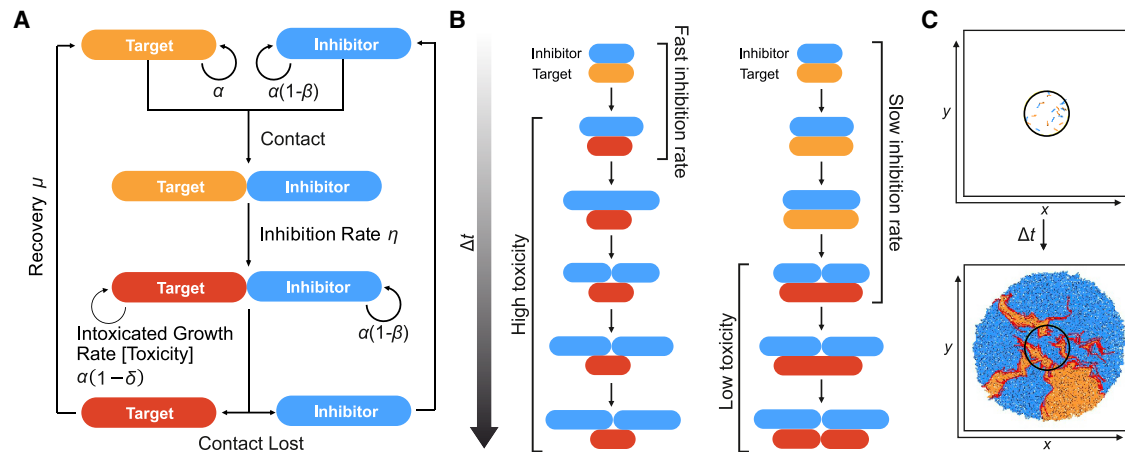 A
Target
Inhibitor
α
α(1-β)
Contact
Target
Inhibitor
Inhibition Rate η
Recovery μ
Target
Inhibitor
Intoxicated Growth
Rate [Toxicity]
α(1−δ)
α(1-β)
Target
Inhibitor
Contact Lost
B
Δt
Inhibitor
Target
Fast inhibition rate
High toxicity
Inhibitor
Target
Slow inhibition rate
Low toxicity
C
y
x
Δt
y
x